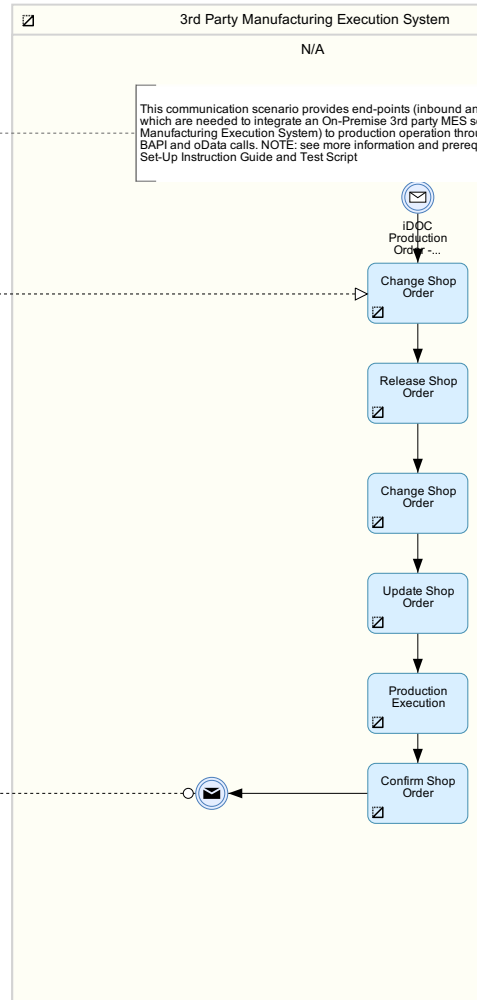 3rd Party Manufacturing Execution System
N/A
This communication scenario provides end-points (inbound
which are needed to integrate an On-Premise 3rd party MES
Manufacturing Execution System) to production operation
BAPI and oData calls. NOTE: see more information and
Set-Up Instruction Guide and Test Script
iDOC
Production
Order -...
Change Shop
Order
Release Shop
Order
Change Shop
Order
Update Shop
Order
Production
Execution
Confirm Shop
Order